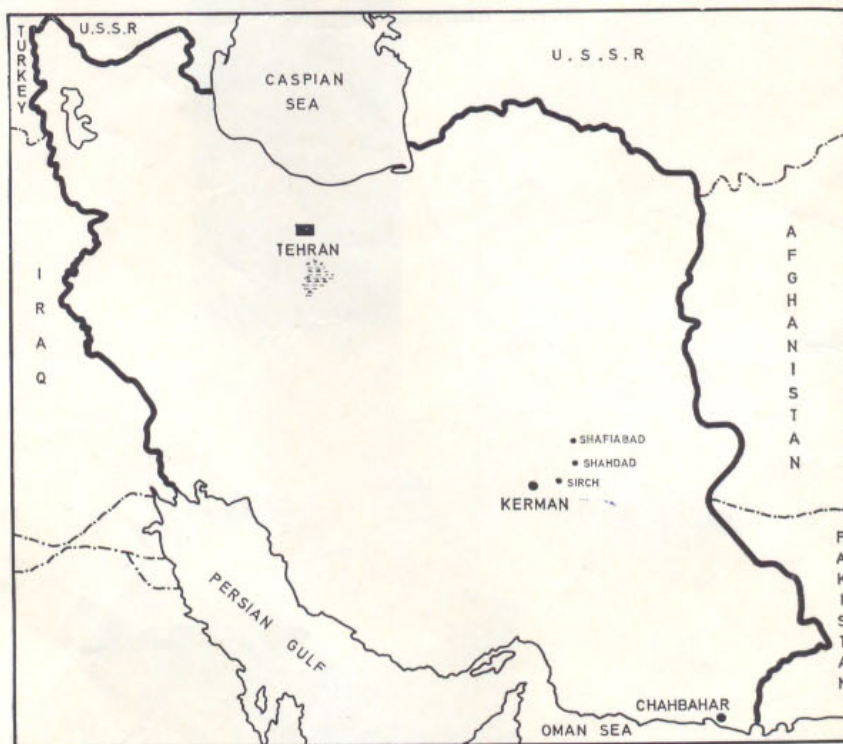 TURKEY
U.S.S.R
U.S.S.R
CASPIAN
SEA
TEHRAN
IRAQ
AFGHANISTAN
SHAFIABAD
SHAHDAD
SIRCH
KERMAN
PAKISTAN
PERSIAN GULF
CHAHBAHAR
OMAN SEA